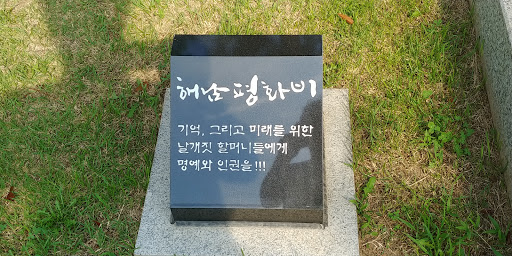 해남평화비
기억, 그리고 미래를 위한
날개짓 할머니들에게
명예와 인권을!!!